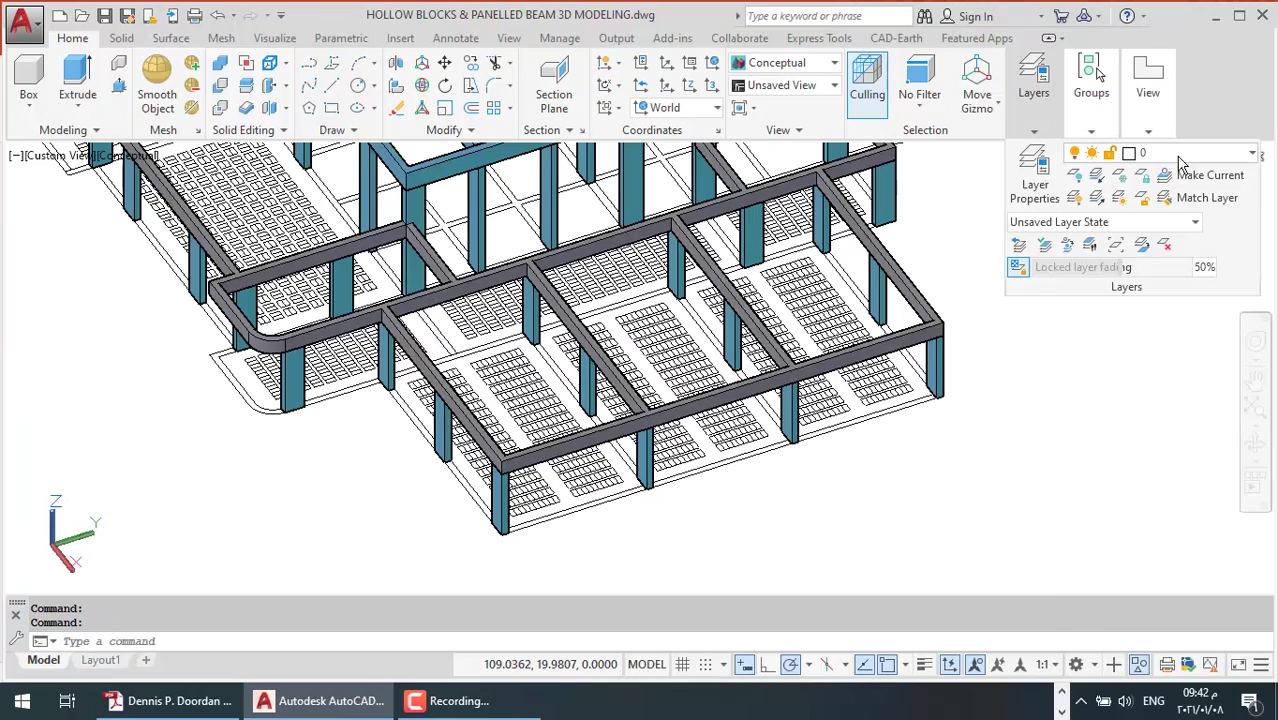 HOLLOW BLOCKS & PANELLED BEAM 3D MODELING.dwg
Type a keyword or phrase
Sign In
Home Solid Surface Mesh Visualize Parametric Insert Annotate View Manage Output Add-ins Collaborate Express Tools CAD-Earth Featured Apps
Box
Extrude
Smooth
Object
Section
Plane
Conceptual
Unsaved View
World
Culling
No Filter
Move
Gizmo
Layers
Groups
View
Modeling Mesh Solid Editing Draw Modify Section Coordinates View Selection
[−][Custom View][Conceptual]
0
Make Current
Layer
Properties
Match Layer
Unsaved Layer State
Locked layer fading 50%
Layers
Z
Y
X
Command:
Command:
Type a command
Model Layout1 +
109.0362, 19.9807, 0.0000 MODEL 1:1
Dennis P. Doordan ... Autodesk AutoCAD... Recording...
ENG
09:42 م
٢٠٢١/٠١/٠٨
1